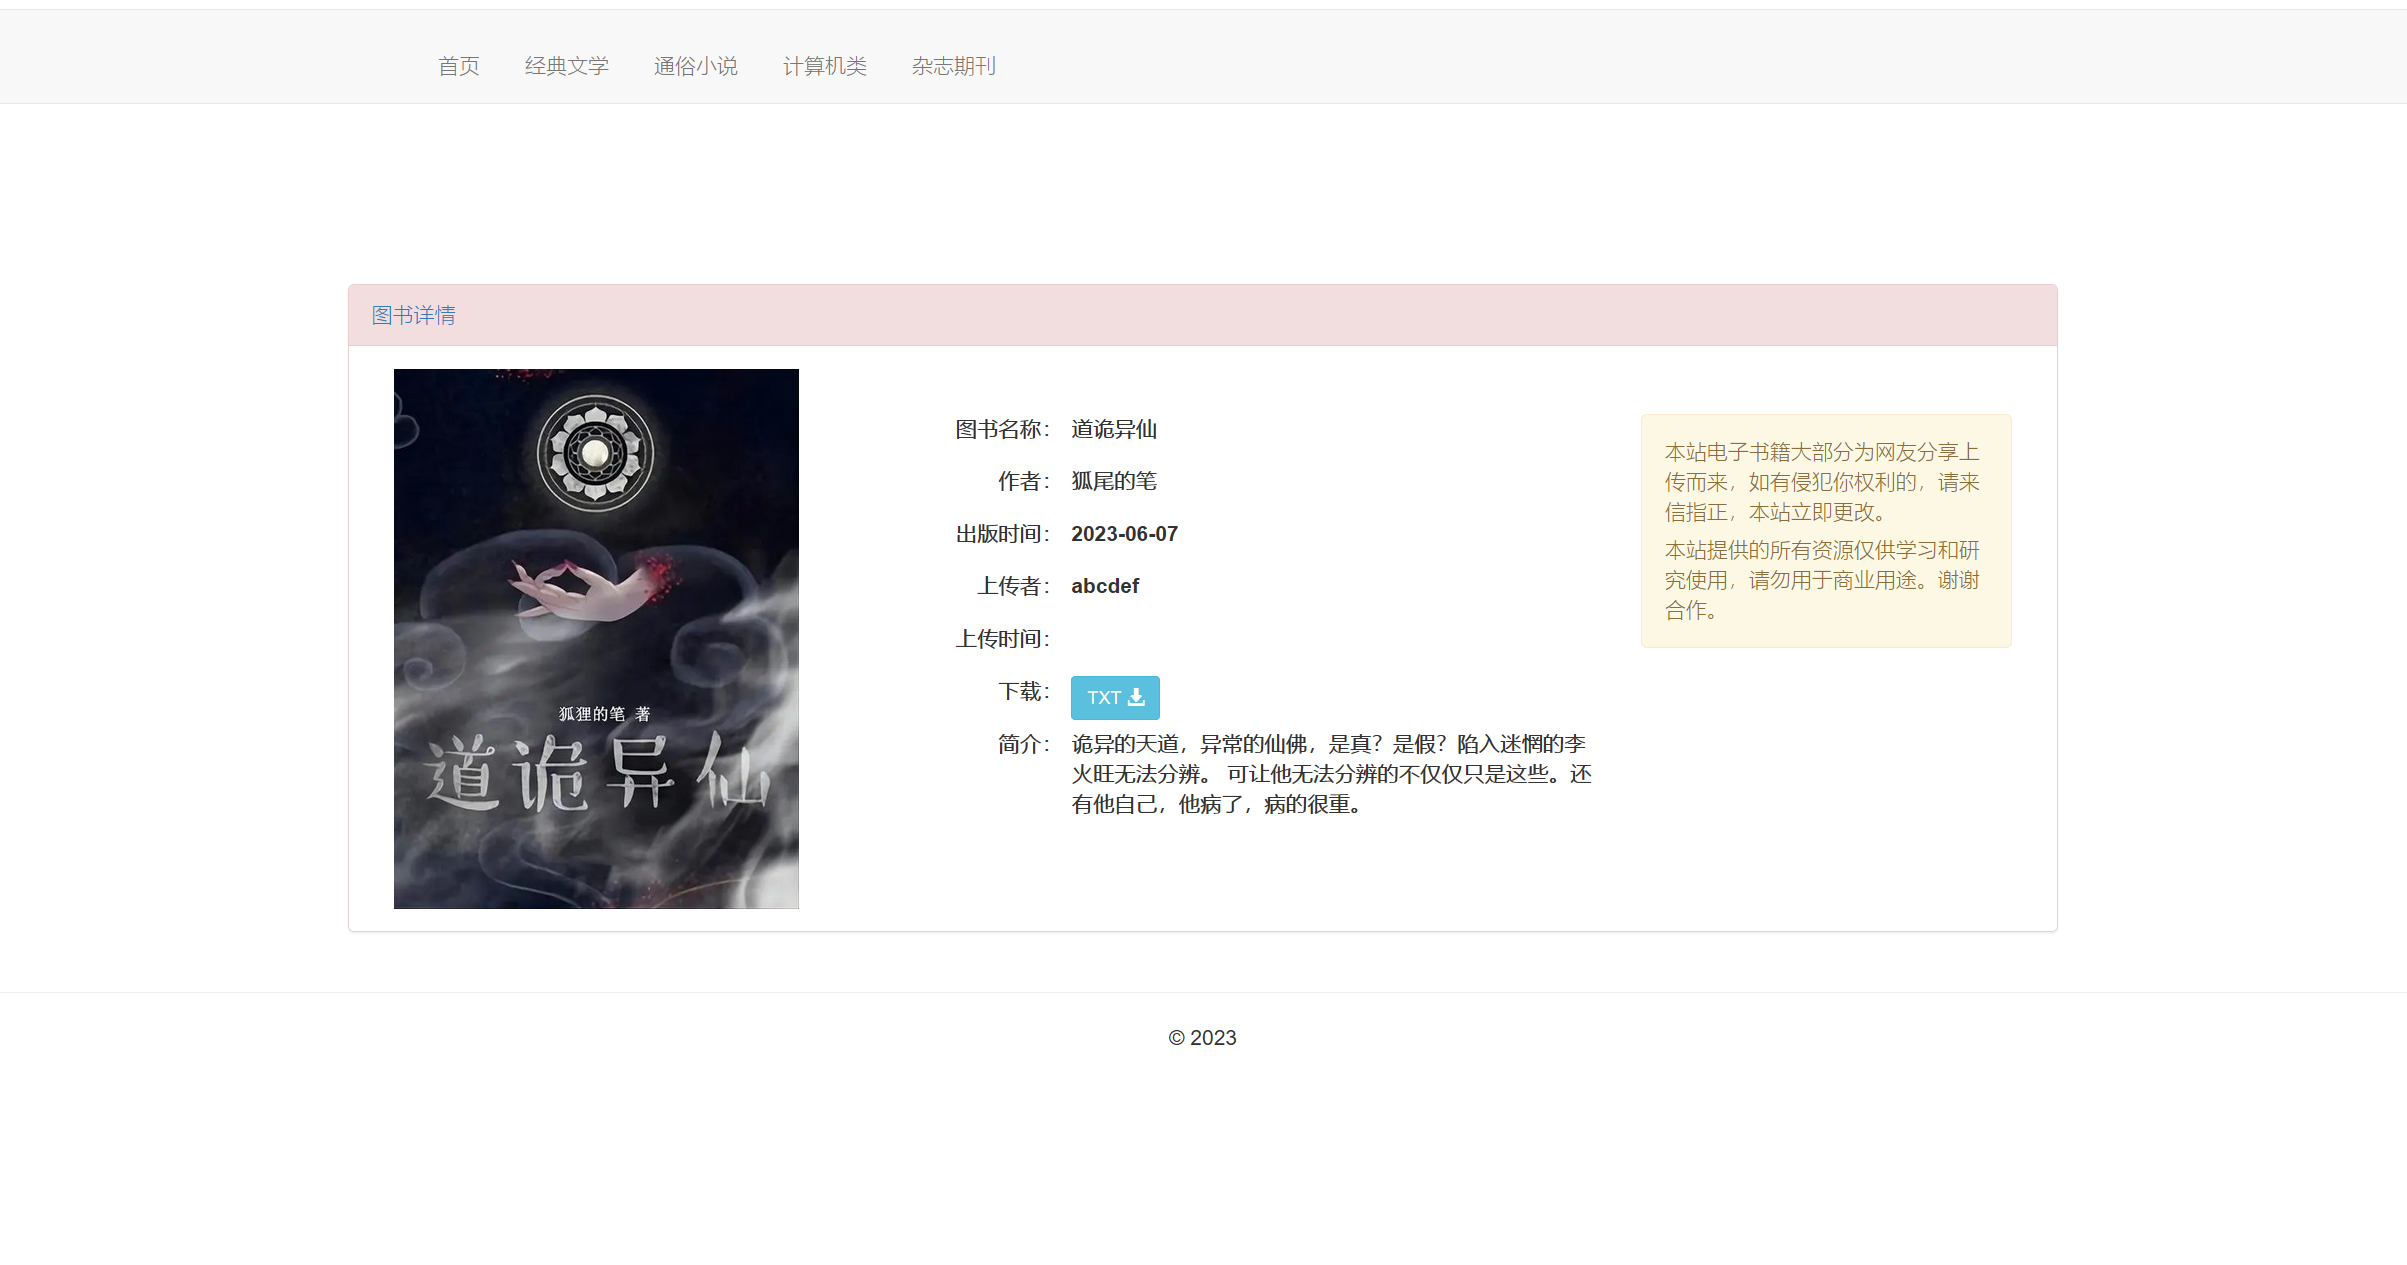 首页 经典文学 通俗小说 计算机类 杂志期刊
图书详情
狐狸的笔 著
道诡异仙
图书名称： 道诡异仙
作者： 狐尾的笔
出版时间： 2023-06-07
上传者： abcdef
上传时间：
下载： TXT
简介： 诡异的天道，异常的仙佛，是真？是假？陷入迷惘的李
火旺无法分辨。 可让他无法分辨的不仅仅只是这些。还
有他自己，他病了，病的很重。
本站电子书籍大部分为网友分享上
传而来，如有侵犯你权利的，请来
信指正，本站立即更改。
本站提供的所有资源仅供学习和研
究使用，请勿用于商业用途。谢谢
合作。
© 2023